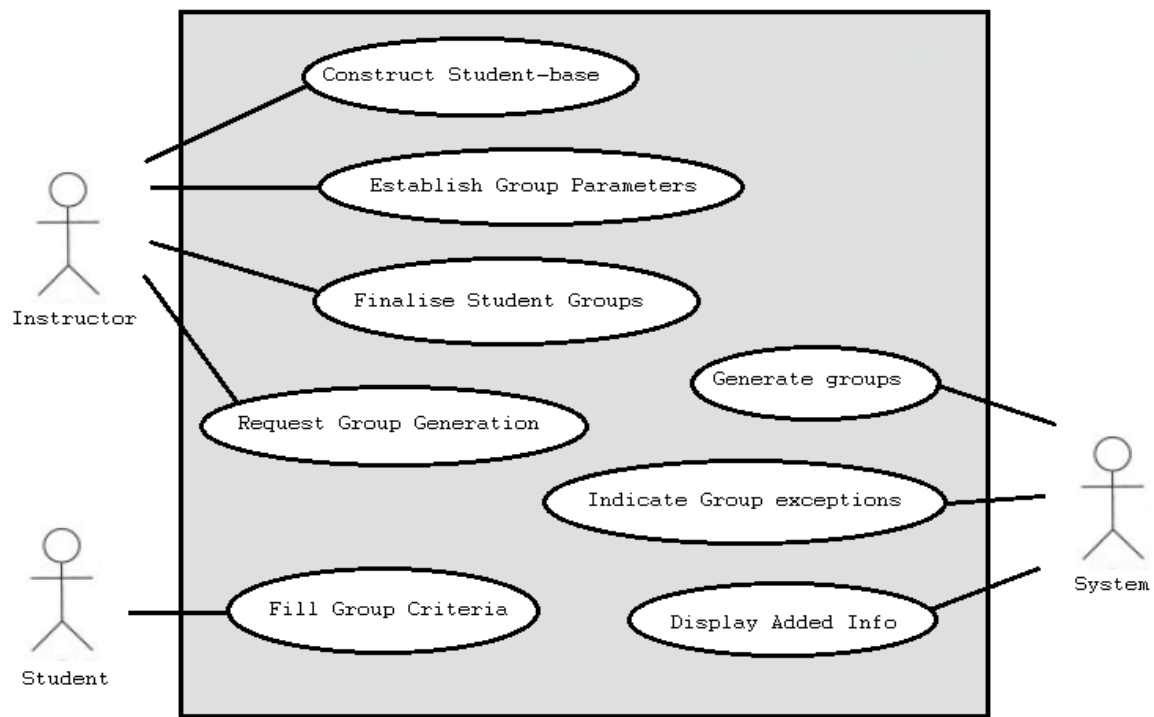 Construct Student-base
Establish Group Parameters
Finalise Student Groups
Instructor
Generate groups
Request Group Generation
Indicate Group exceptions
System
Fill Group Criteria
Display Added Info
Student